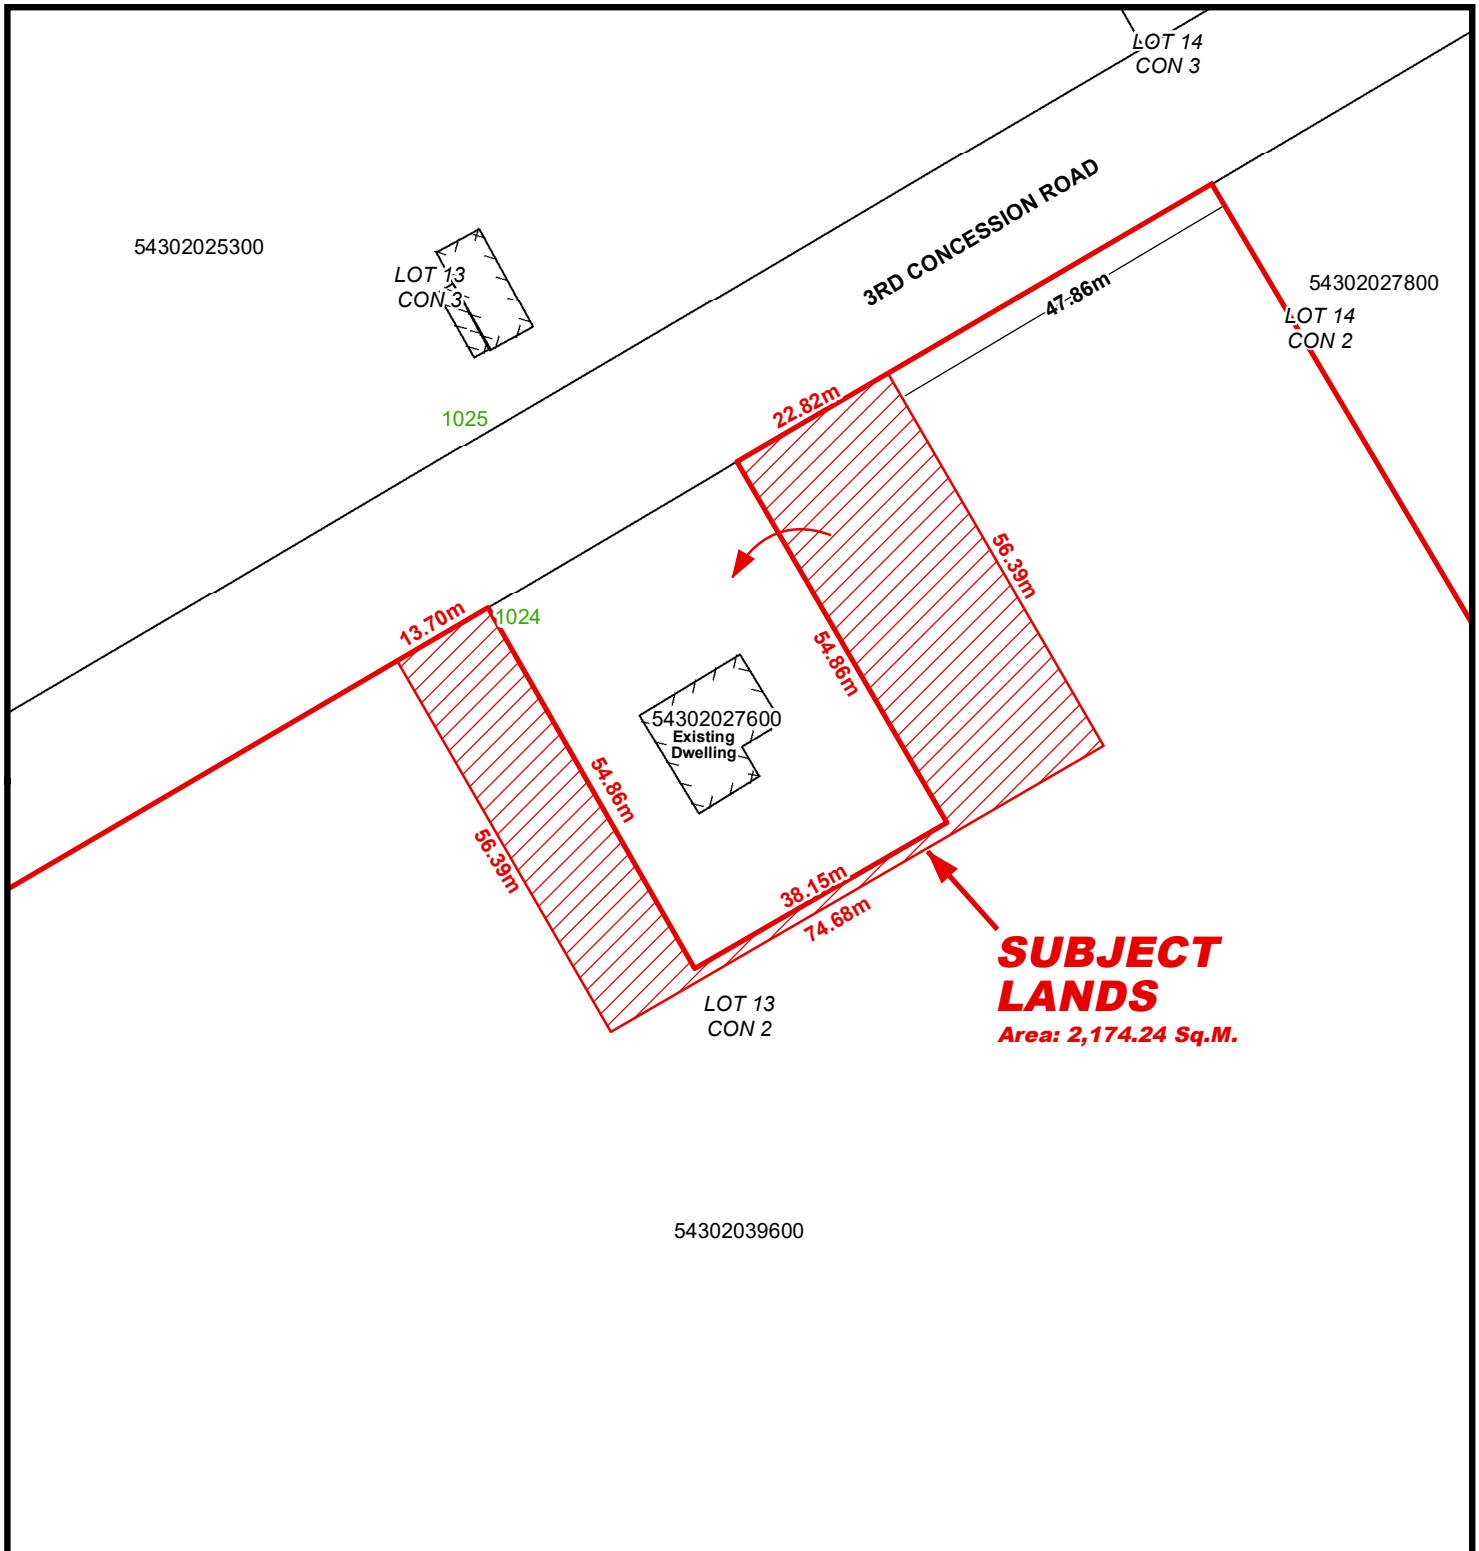 LOT 14
CON 3
3RD CONCESSION ROAD
54302025300
LOT 13
CON 3
47.86m
54302027800
LOT 14
CON 2
22.82m
1025
56.39m
13.70m
1024
54.86m
54302027600
Existing
Dwelling
54.86m
56.39m
38.15m
74.68m
SUBJECT
LANDS
Area: 2,174.24 Sq.M.
LOT 13
CON 2
54302039600